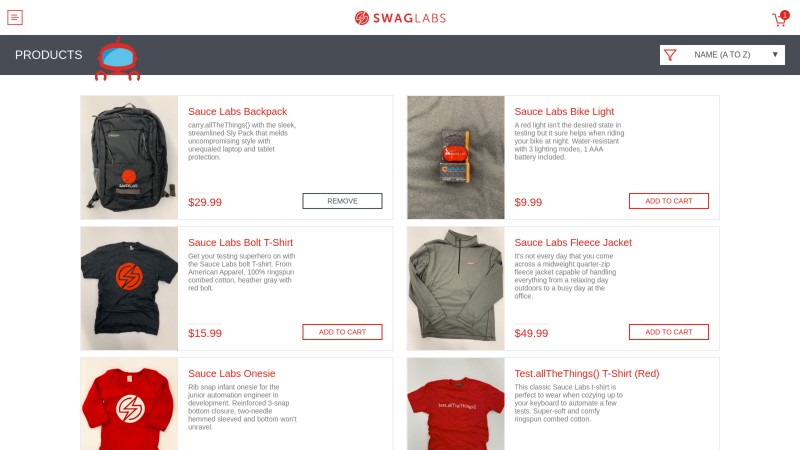 SWAGLABS
1
PRODUCTS
NAME (A TO Z)
Sauce Labs Backpack
carry.allTheThings() with the sleek,
streamlined Sly Pack that melds
uncompromising style with
unequaled laptop and tablet
protection.
$29.99
REMOVE
Sauce Labs Bike Light
A red light isn't the desired state in
testing but it sure helps when riding
your bike at night. Water-resistant
with 3 lighting modes, 1 AAA
battery included.
$9.99
ADD TO CART
Sauce Labs Bolt T-Shirt
Get your testing superhero on with
the Sauce Labs bolt T-shirt. From
American Apparel, 100% ringspun
combed cotton, heather gray with
red bolt.
$15.99
ADD TO CART
Sauce Labs Fleece Jacket
It's not every day that you come
across a midweight quarter-zip
fleece jacket capable of handling
everything from a relaxing day
outdoors to a busy day at the
office.
$49.99
ADD TO CART
Sauce Labs Onesie
Rib snap infant onesie for the
junior automation engineer in
development. Reinforced 3-snap
bottom closure, two-needle
hemmed sleeved and bottom won't
unravel.
test.allTheThings()
Test.allTheThings() T-Shirt (Red)
This classic Sauce Labs t-shirt is
perfect to wear when cozying up to
your keyboard to automate a few
tests. Super-soft and comfy
ringspun combed cotton.